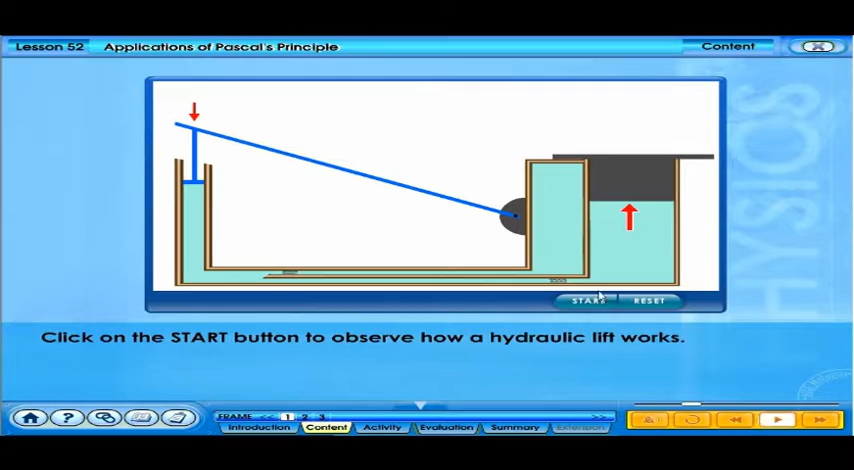 Lesson 52 Applications of Pascal's Principle Content
PHYSICS
START RESET
Click on the START button to observe how a hydraulic lift works.
FRAME << 1 2 3 >>
Introduction Content Activity Evaluation Summary Extension